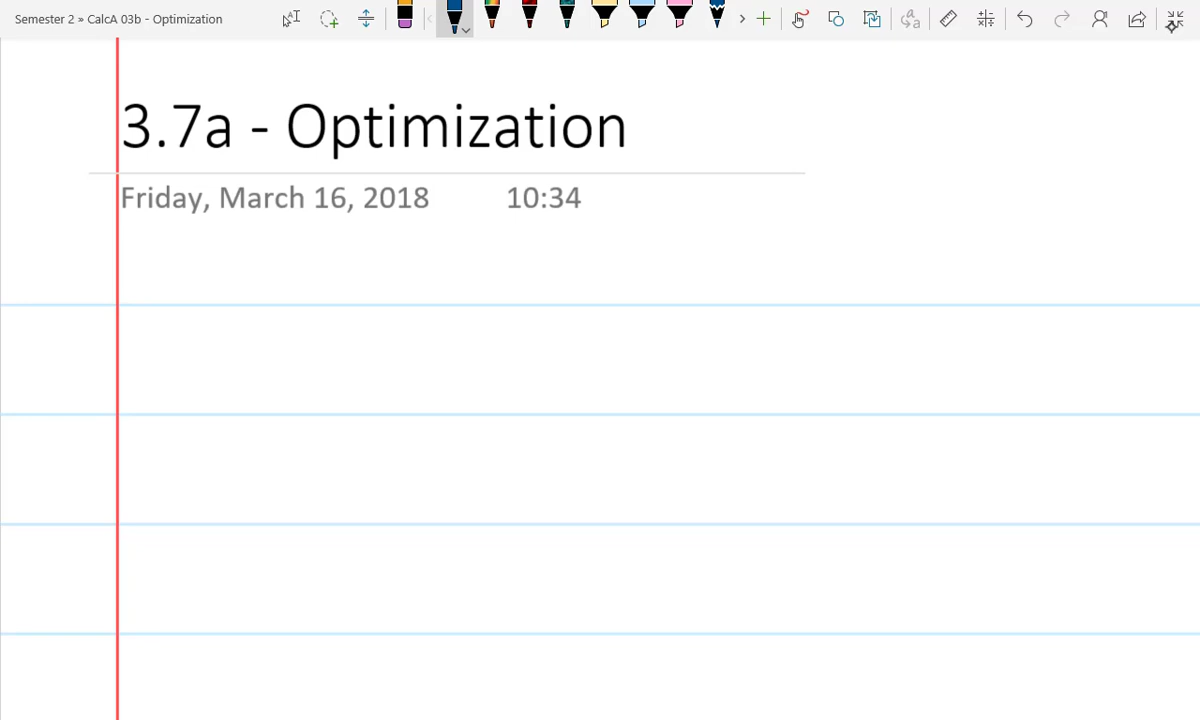 Semester 2 » CalcA 03b - Optimization
3.7a - Optimization
Friday, March 16, 2018 10:34